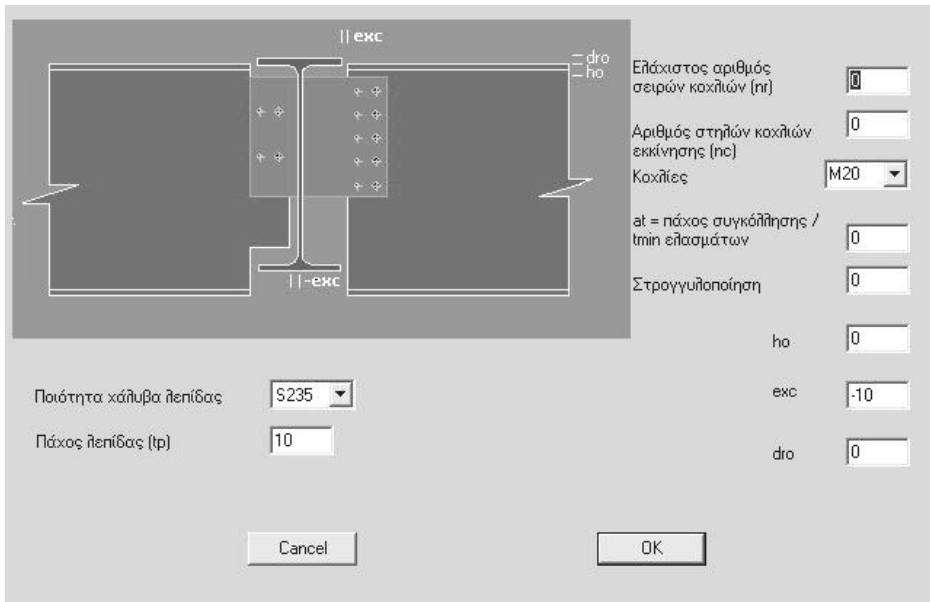 || exc
dro
ho
||-exc
Ελάχιστος αριθμός
σειρών κοχλιών (nr)
0
Αριθμός στηλών κοχλιών
εκκίνησης (nc)
0
Κοχλίες
M20
at = πάχος συγκόλλησης /
tmin ελασμάτων
0
Στρογγυλοποίηση
0
ho
0
exc
-10
dro
0
Ποιότητα χάλυβα λεπίδας
S235
Πάχος λεπίδας (tp)
10
Cancel
OK